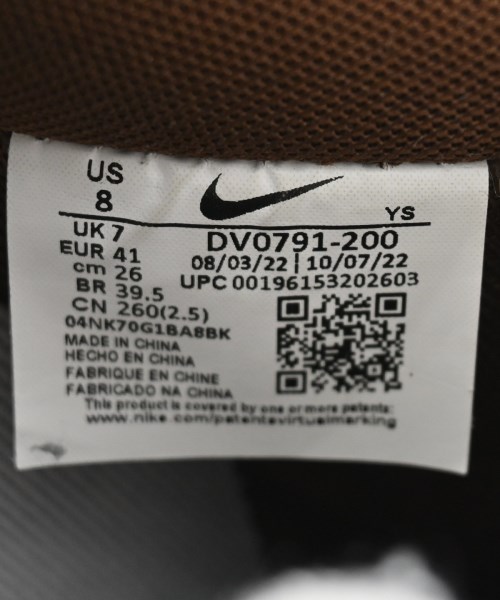 US
8
YS
UK 7
EUR 41
cm 26
BR 39.5
CN 260(2.5)
04NK70G1BA8BK
MADE IN CHINA
HECHO EN CHINA
FABRIQUE EN CHINE
FABRICADO NA CHINA
DV0791-200
08/03/22 | 10/07/22
UPC 00196153202603
This product is covered by one or more patents:
www.nike.com/patentsvirtualmarking